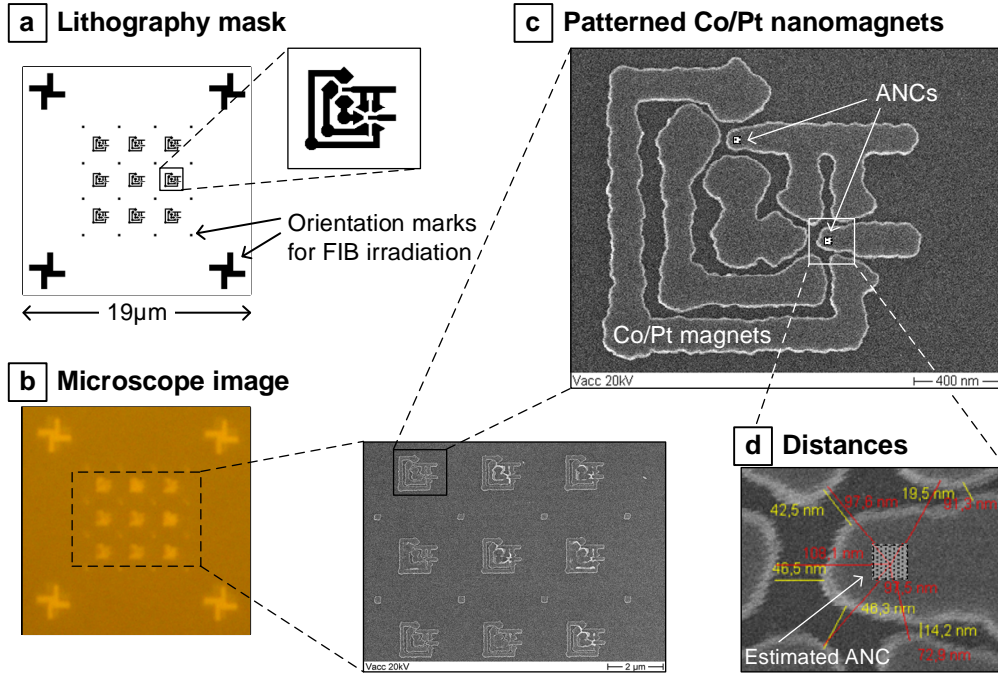 a Lithography mask
Orientation marks
for FIB irradiation
19µm
b Microscope image
Vacc 20kV
2 µm
c Patterned Co/Pt nanomagnets
ANCs
Co/Pt magnets
Vacc 20kV
400 nm
d Distances
19,5 nm
42,5 nm
46,5 nm
46,3 nm
14,2 nm
Estimated ANC